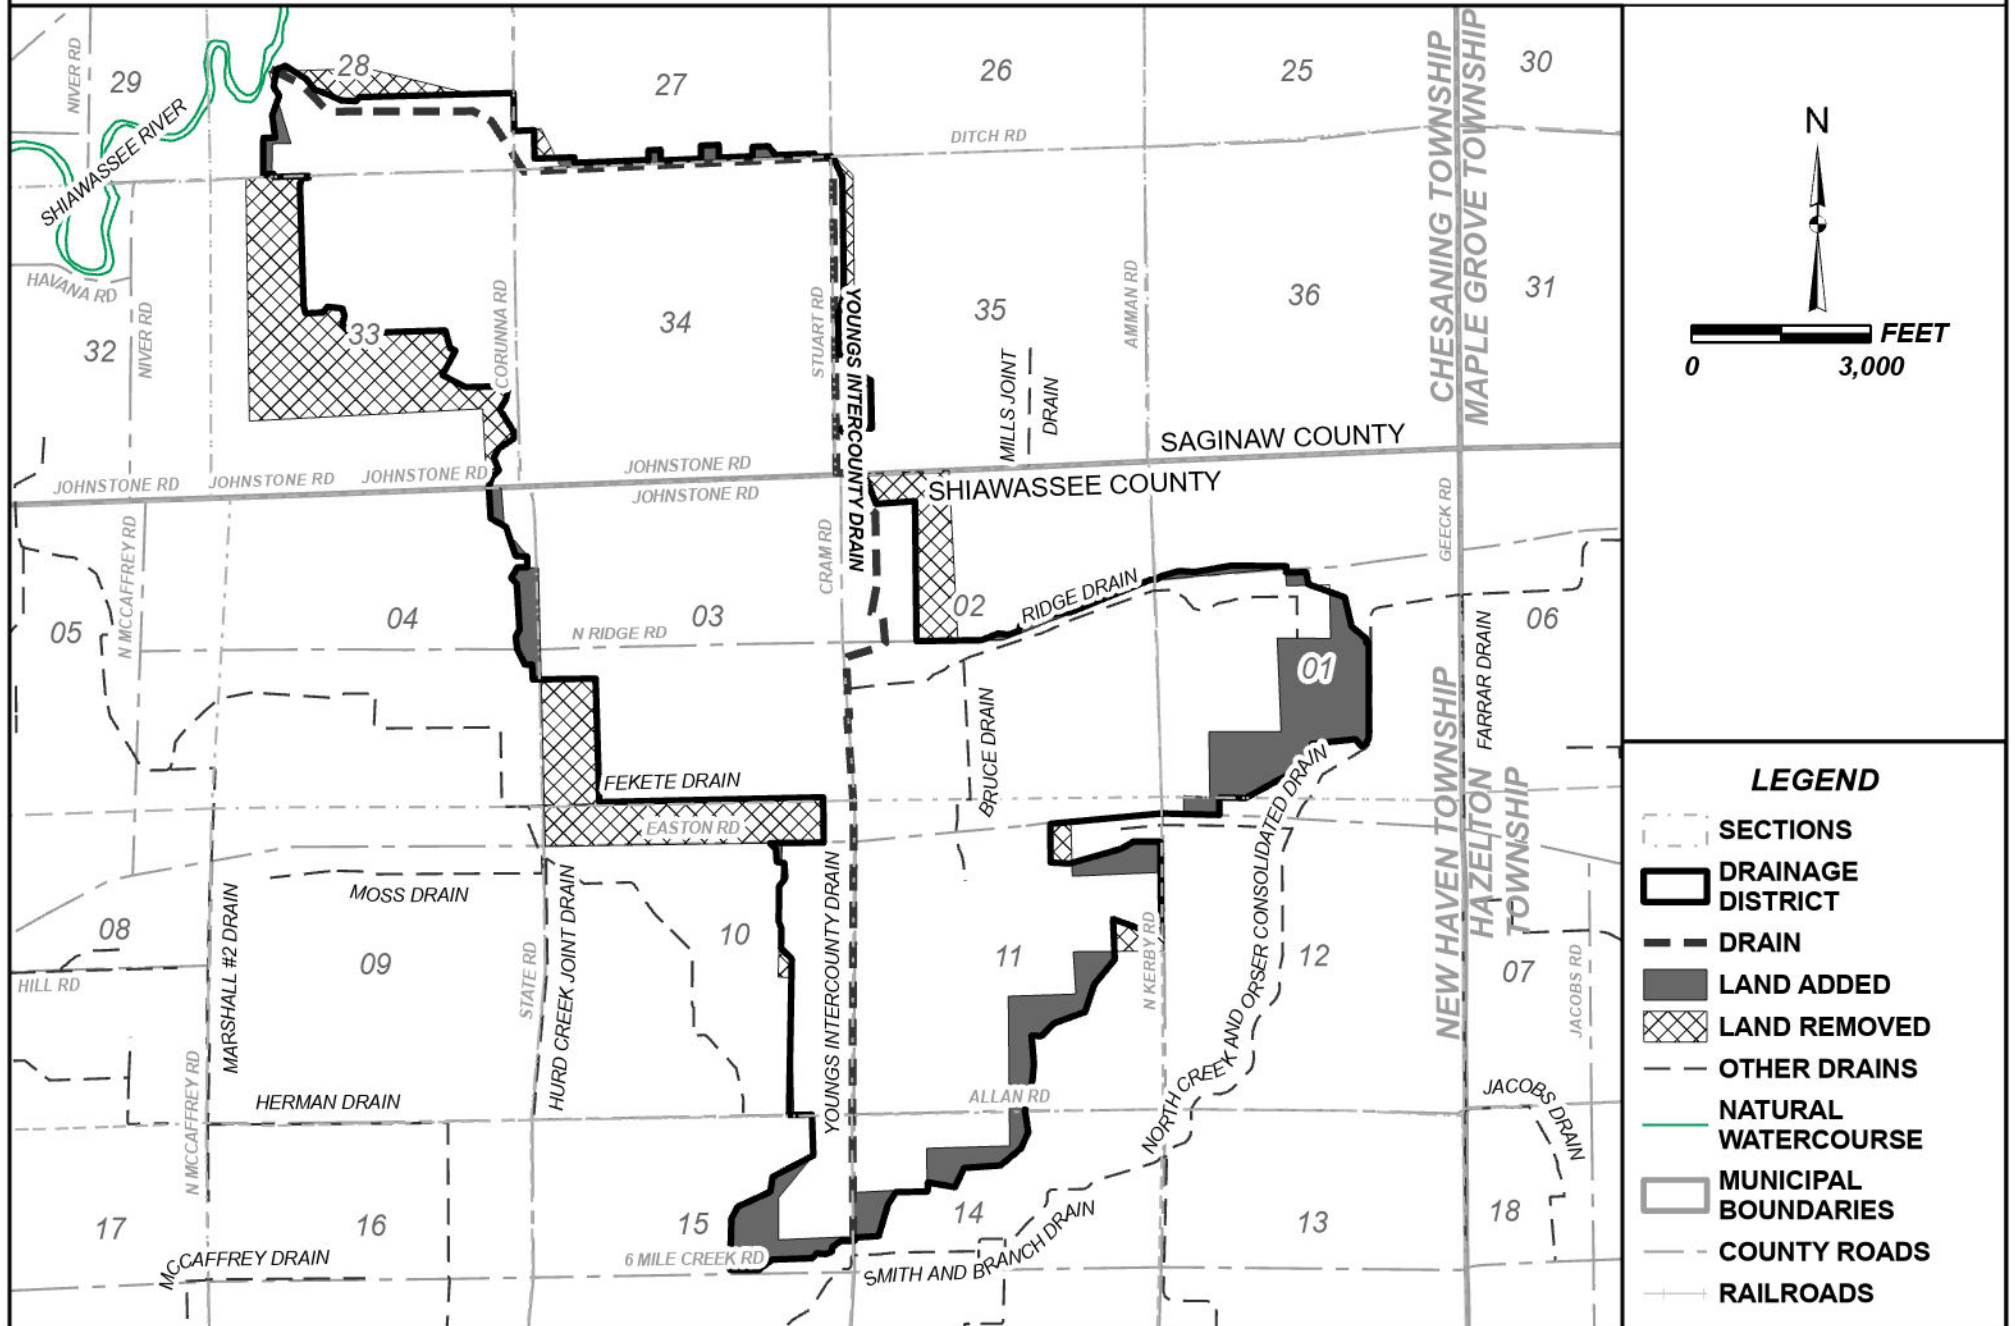 28
29
27
26
25
30
NIVER RD
SHIAWASSEE RIVER
DITCH RD
CHESANING TOWNSHIP
MAPLE GROVE TOWNSHIP
N
FEET
0
3,000
HAVANA RD
32
NIVER RD
33
CORUNNA RD
34
STUART RD
YOUNGS INTERCOUNTY DRAIN
35
AMMAN RD
36
31
MILLS JOINT
DRAIN
SAGINAW COUNTY
SHIAWASSEE COUNTY
JOHNSTONE RD
JOHNSTONE RD
JOHNSTONE RD
JOHNSTONE RD
JOHNSTONE RD
GEECK RD
N MCCAFFREY RD
CRAM RD
05
04
03
02
RIDGE DRAIN
N RIDGE RD
01
06
FARRAR DRAIN
NEW HAVEN TOWNSHIP
HAZELTON
TOWNSHIP
BRUCE DRAIN
FEKETE DRAIN
EASTON RD
MOSS DRAIN
MARSHALL #2 DRAIN
HURD CREEK JOINT DRAIN
STATE RD
YOUNGS INTERCOUNTY DRAIN
NORTH CREEK AND ORSER CONSOLIDATED DRAIN
N KERBY RD
08
09
10
11
12
07
HILL RD
JACOBS RD
N MCCAFFREY RD
HERMAN DRAIN
ALLAN RD
JACOBS DRAIN
17
16
15
14
13
18
MCCAFFREY DRAIN
6 MILE CREEK RD
SMITH AND BRANCH DRAIN
LEGEND
SECTIONS
DRAINAGE
DISTRICT
DRAIN
LAND ADDED
LAND REMOVED
OTHER DRAINS
NATURAL
WATERCOURSE
MUNICIPAL
BOUNDARIES
COUNTY ROADS
RAILROADS